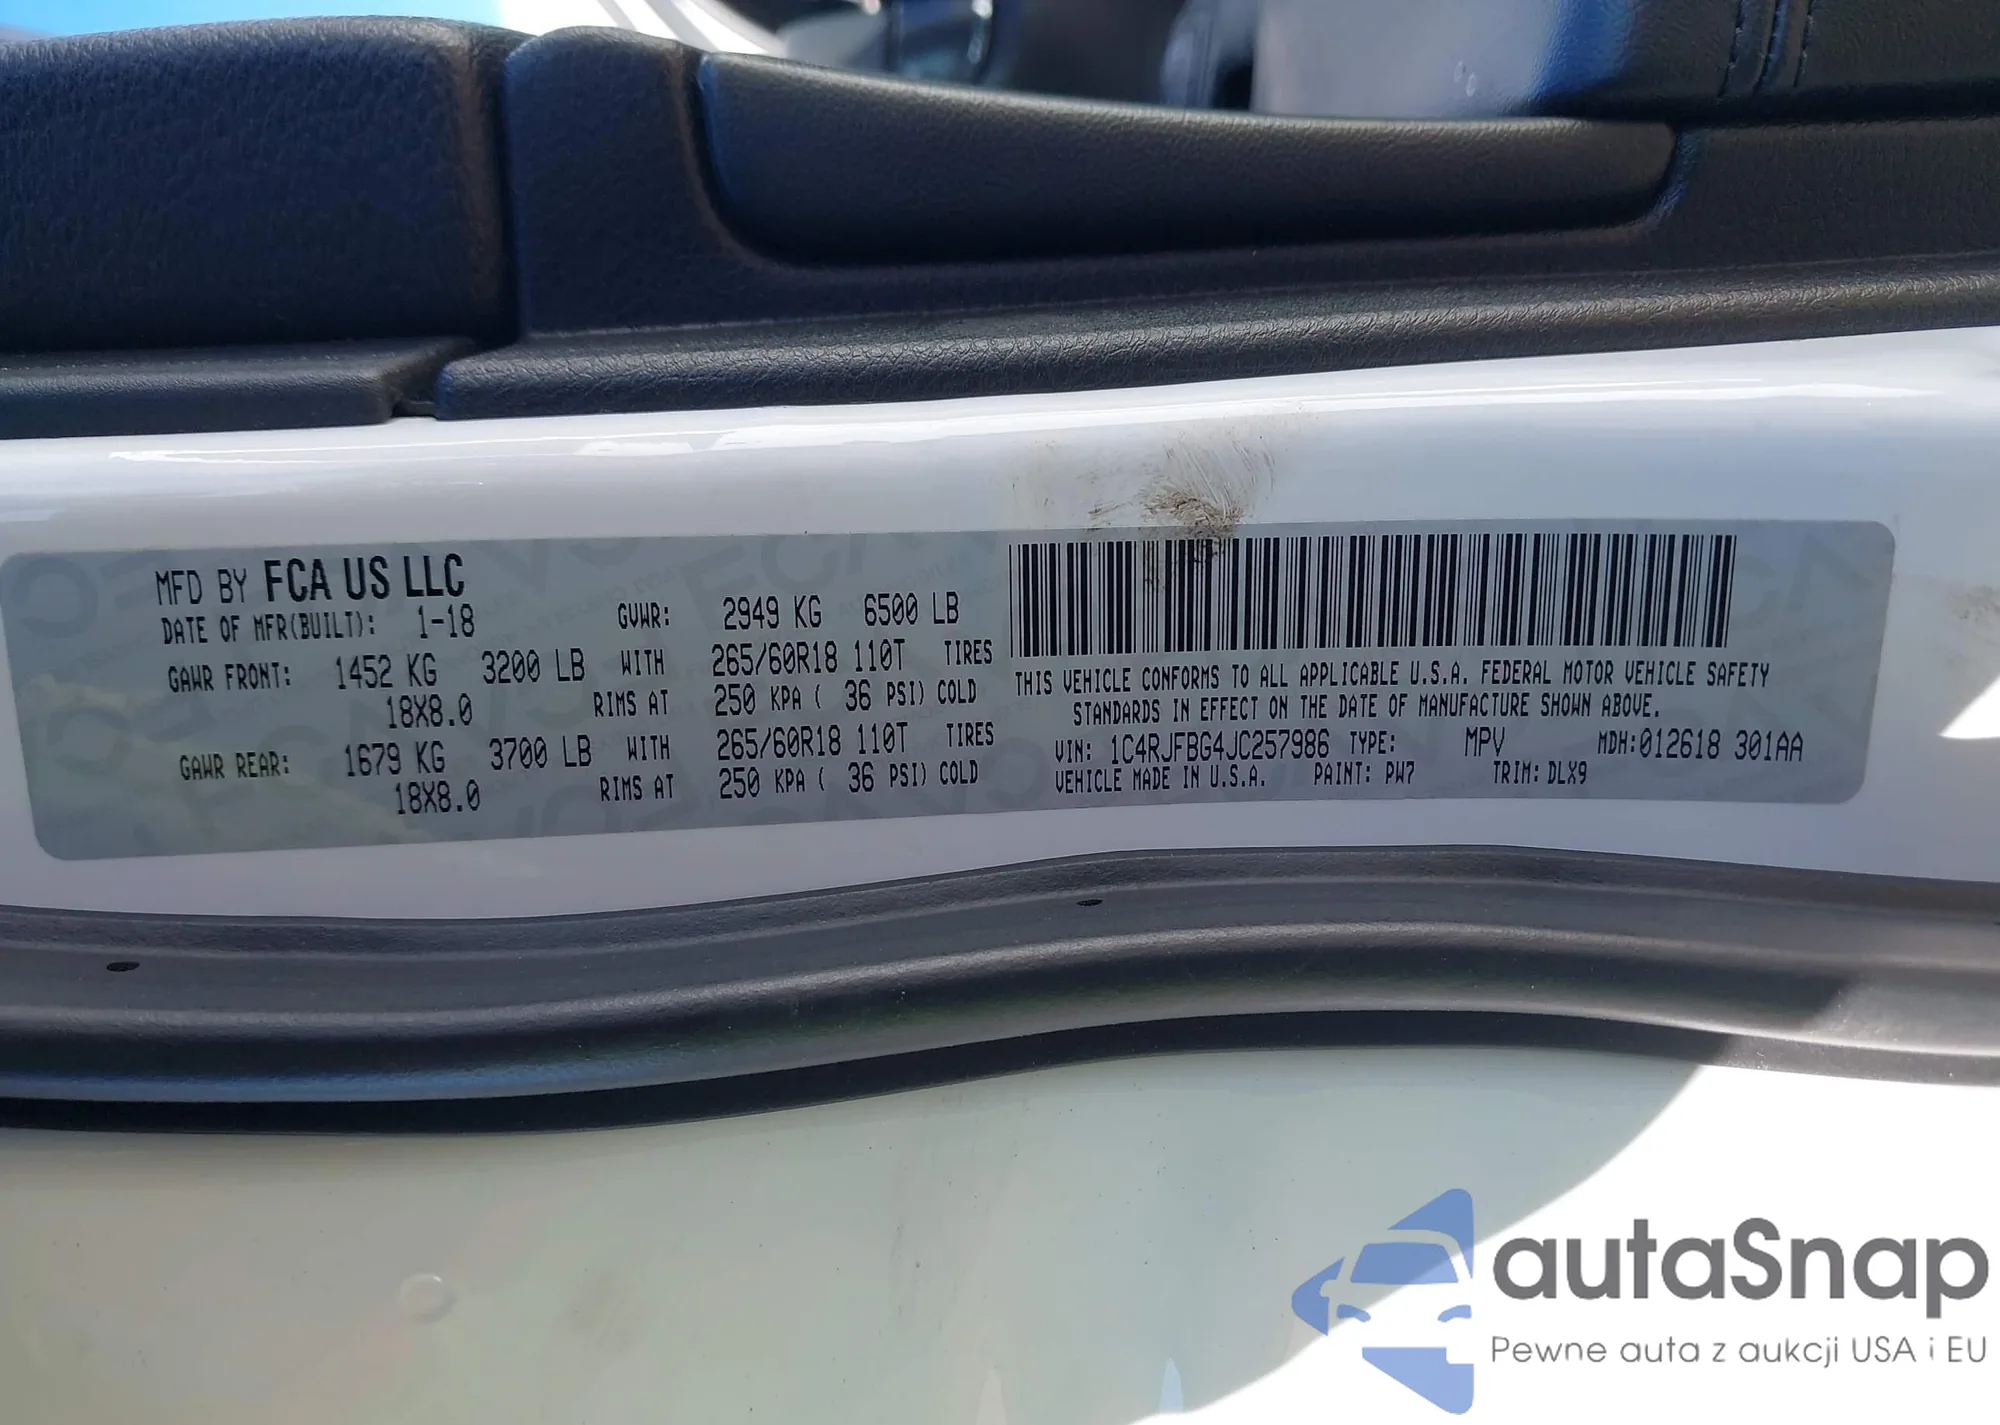 MFD BY FCA US LLC
DATE OF MFR(BUILT): 1-18 GVWR: 2949 KG 6500 LB
GAWR FRONT: 1452 KG 3200 LB WITH 265/60R18 110T TIRES
18X8.0 RIMS AT 250 KPA ( 36 PSI) COLD
GAWR REAR: 1679 KG 3700 LB WITH 265/60R18 110T TIRES
18X8.0 RIMS AT 250 KPA ( 36 PSI) COLD
THIS VEHICLE CONFORMS TO ALL APPLICABLE U.S.A. FEDERAL MOTOR VEHICLE SAFETY
STANDARDS IN EFFECT ON THE DATE OF MANUFACTURE SHOWN ABOVE.
VIN: 1C4RJFBG4JC257986 TYPE: MPV MDH:012618 301AA
VEHICLE MADE IN U.S.A. PAINT: PW7 TRIM: DLX9
autaSnap
Pewne auta z aukcji USA i EU